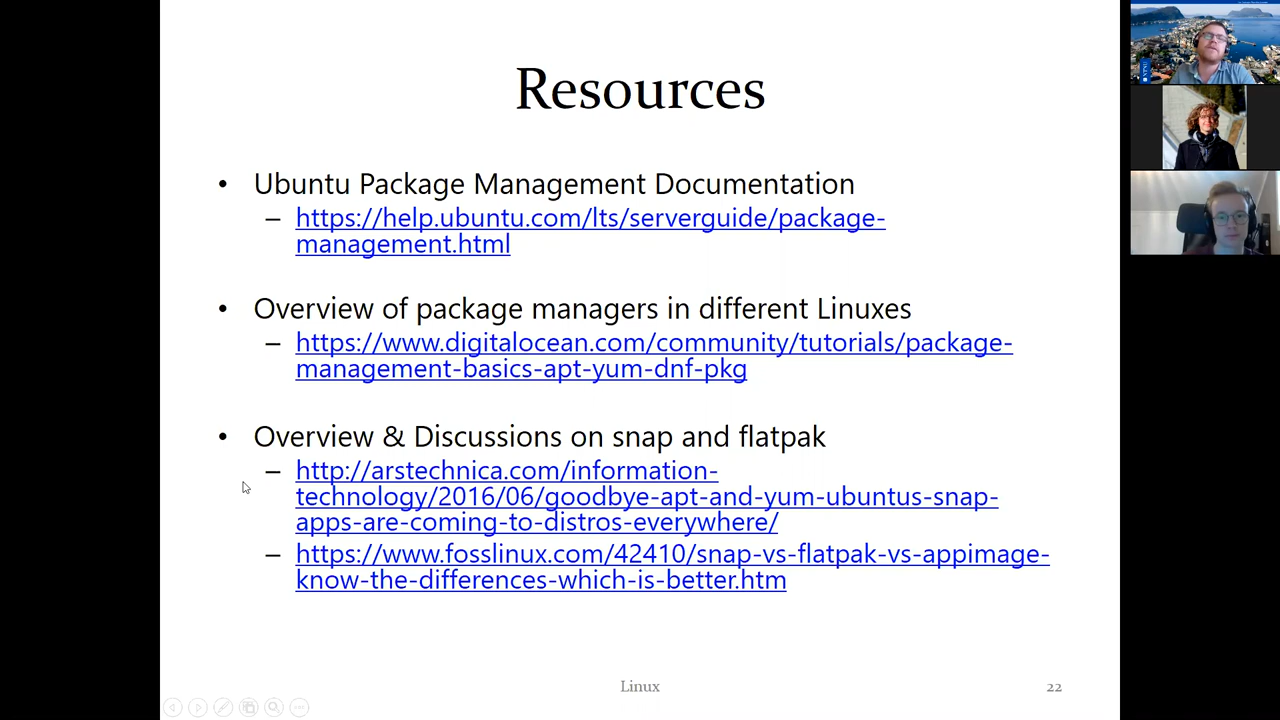 Resources
• Ubuntu Package Management Documentation
– https://help.ubuntu.com/lts/serverguide/package-
management.html
• Overview of package managers in different Linuxes
– https://www.digitalocean.com/community/tutorials/package-
management-basics-apt-yum-dnf-pkg
• Overview & Discussions on snap and flatpak
– http://arstechnica.com/information-
technology/2016/06/goodbye-apt-and-yum-ubuntus-snap-
apps-are-coming-to-distros-everywhere/
– https://www.fosslinux.com/42410/snap-vs-flatpak-vs-appimage-
know-the-differences-which-is-better.htm
Linux
22
NTNU